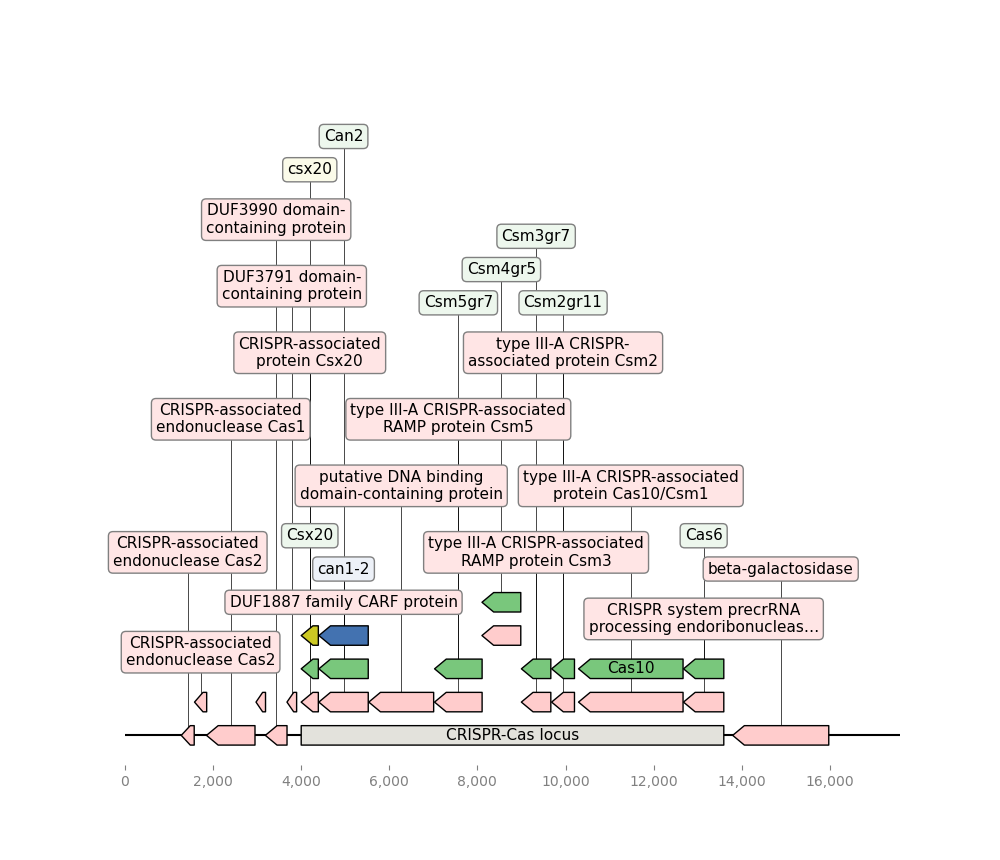 Can2
csx20
DUF3990 domain-
containing protein
Csm3gr7
Csm4gr5
DUF3791 domain-
containing protein
Csm5gr7
Csm2gr11
CRISPR-associated
protein Csx20
type III-A CRISPR-
associated protein Csm2
CRISPR-associated
endonuclease Cas1
type III-A CRISPR-associated
RAMP protein Csm5
putative DNA binding
domain-containing protein
type III-A CRISPR-associated
protein Cas10/Csm1
CRISPR-associated
endonuclease Cas2
Csx20
type III-A CRISPR-associated
RAMP protein Csm3
Cas6
can1-2
beta-galactosidase
DUF1887 family CARF protein
CRISPR system precrRNA
processing endoribonucleas...
CRISPR-associated
endonuclease Cas2
Cas10
CRISPR-Cas locus
0 2,000 4,000 6,000 8,000 10,000 12,000 14,000 16,000